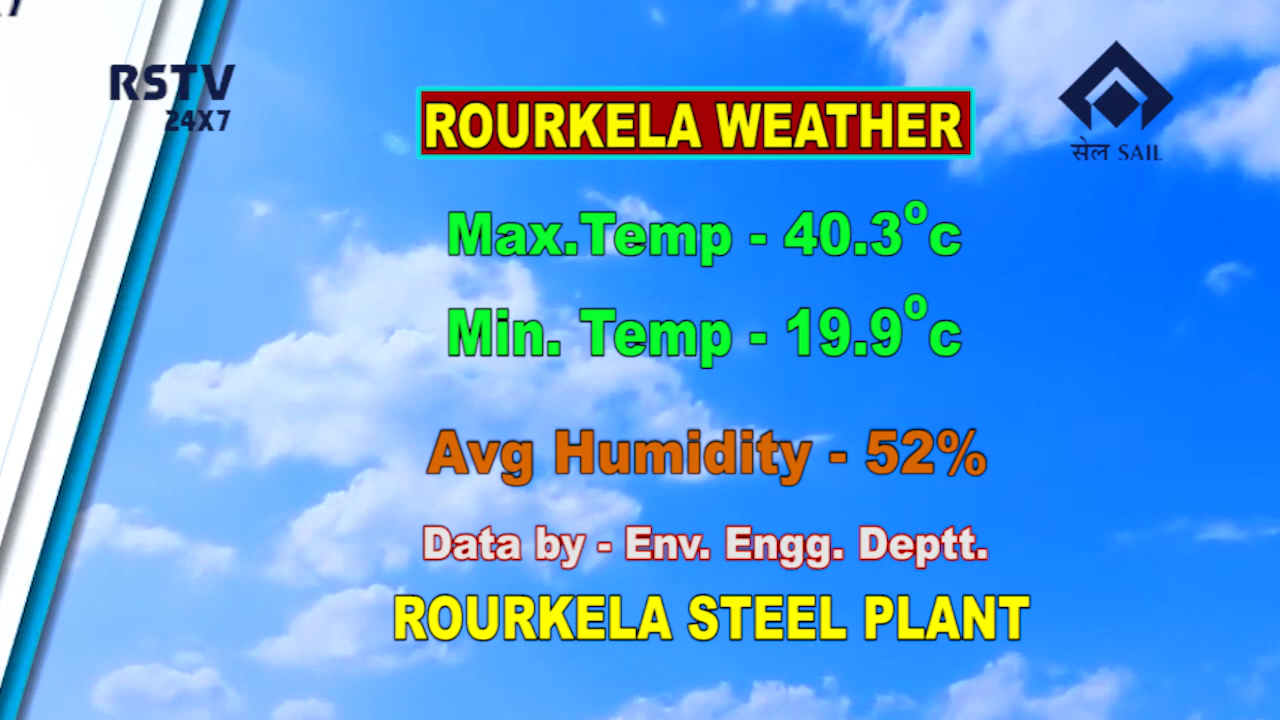 RSTV
24X7
ROURKELA WEATHER
सेल SAIL
Max.Temp - 40.3°c
Min. Temp - 19.9°c
Avg Humidity - 52%
Data by - Env. Engg. Deptt.
ROURKELA STEEL PLANT